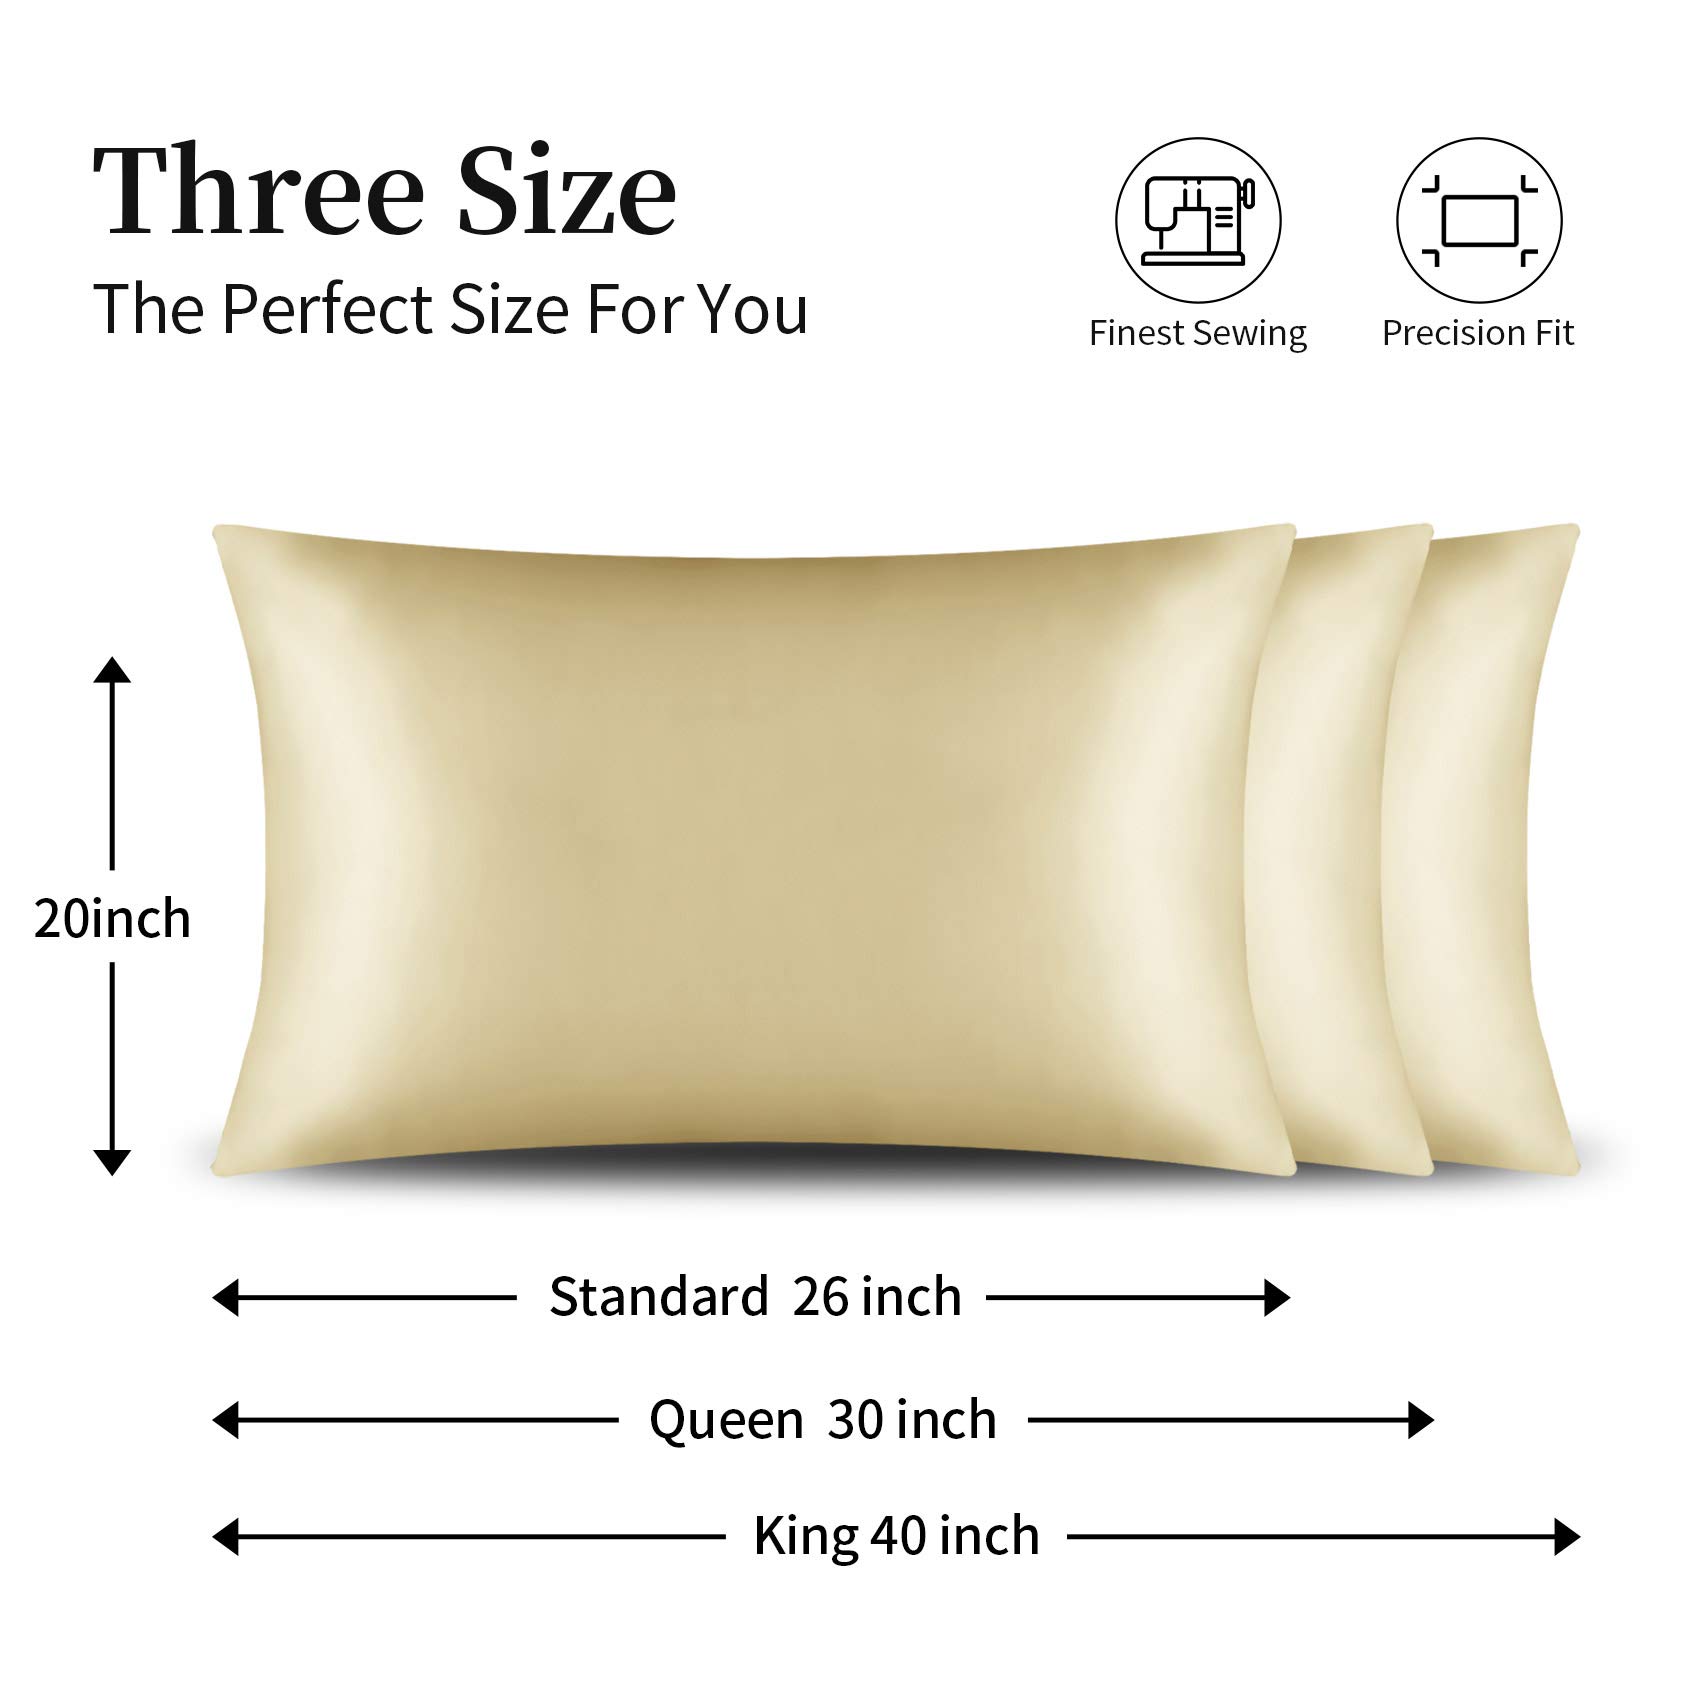 Three Size
The Perfect Size For You
Finest Sewing
Precision Fit
20inch
Standard 26 inch
Queen 30 inch
King 40 inch